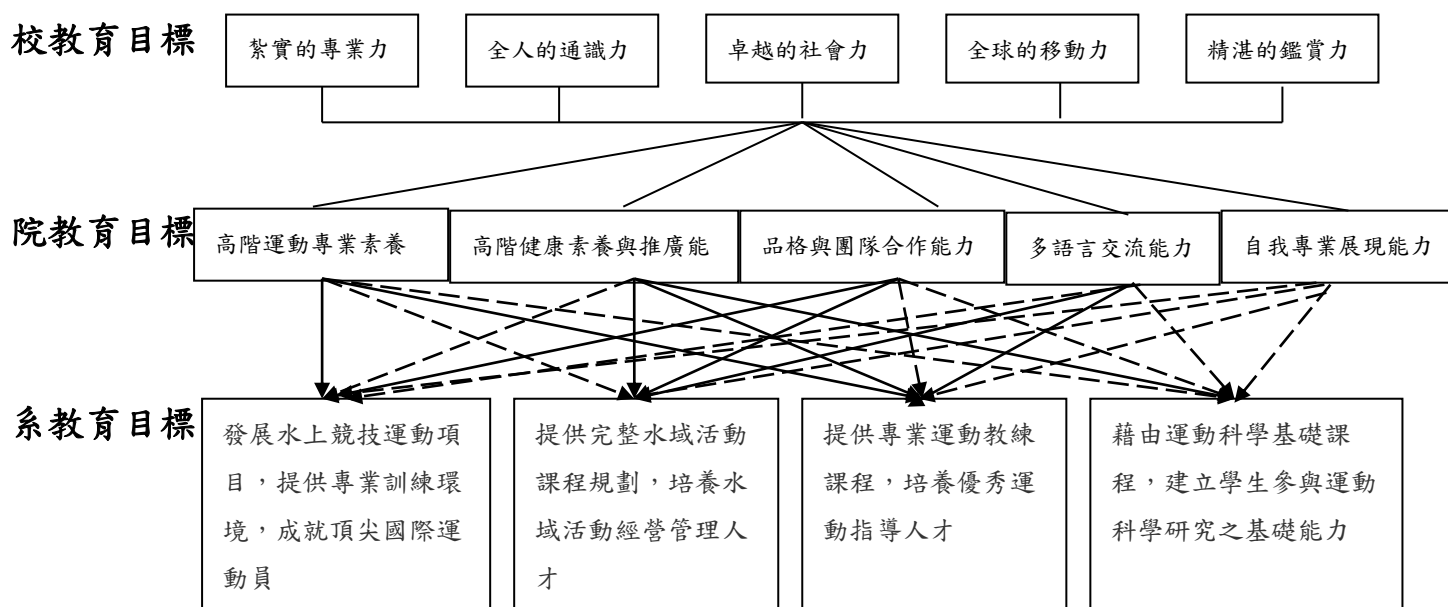 校教育目標
紮實的專業力
全人的通識力
卓越的社會力
全球的移動力
精湛的鑑賞力
院教育目標
高階運動專業素養
高階健康素養與推廣能
品格與團隊合作能力
多語言交流能力
自我專業展現能力
系教育目標
發展水上競技運動項
目，提供專業訓練環
境，成就頂尖國際運
動員
提供完整水域活動
課程規劃，培養水
域活動經營管理人
才
提供專業運動教練
課程，培養優秀運
動指導人才
藉由運動科學基礎課
程，建立學生參與運動
科學研究之基礎能力